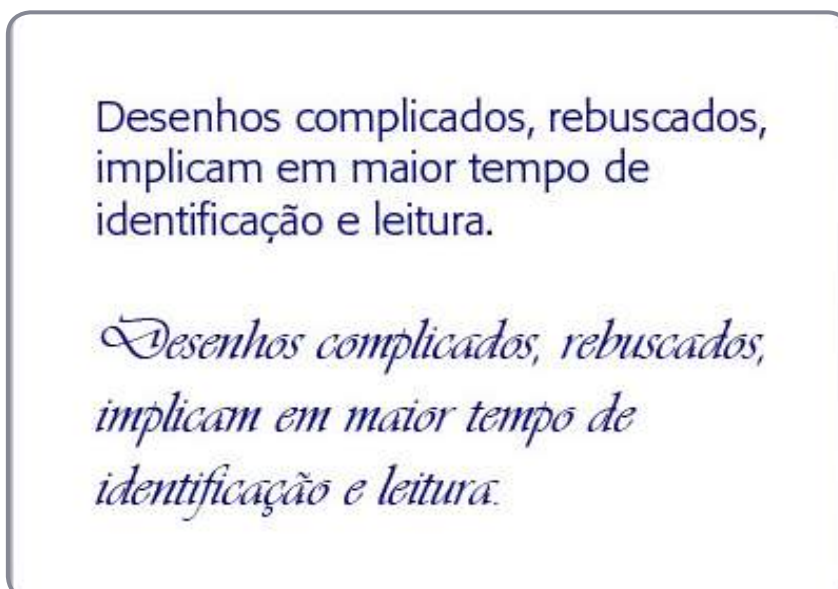 Desenhos complicados, rebuscados,
implicam em maior tempo de
identificação e leitura.
Desenhos complicados, rebuscados,
implicam em maior tempo de
identificação e leitura.